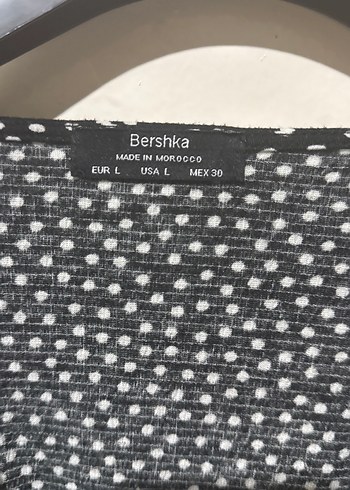 Bershka
MADE IN MOROCCO
EUR L USA L MEX 30